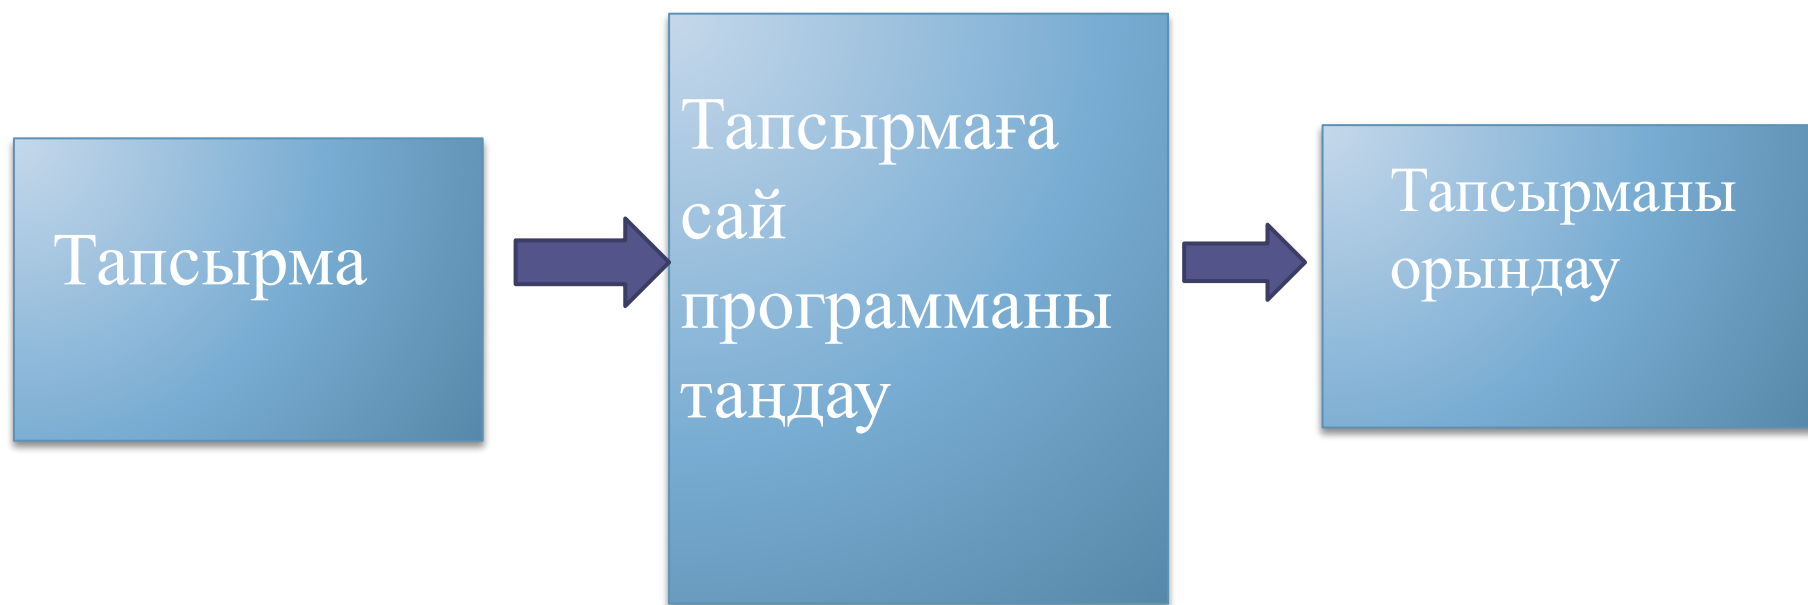 Тапсырма
Тапсырмаға
сай
программаны
таңдау
Тапсырманы
орындау